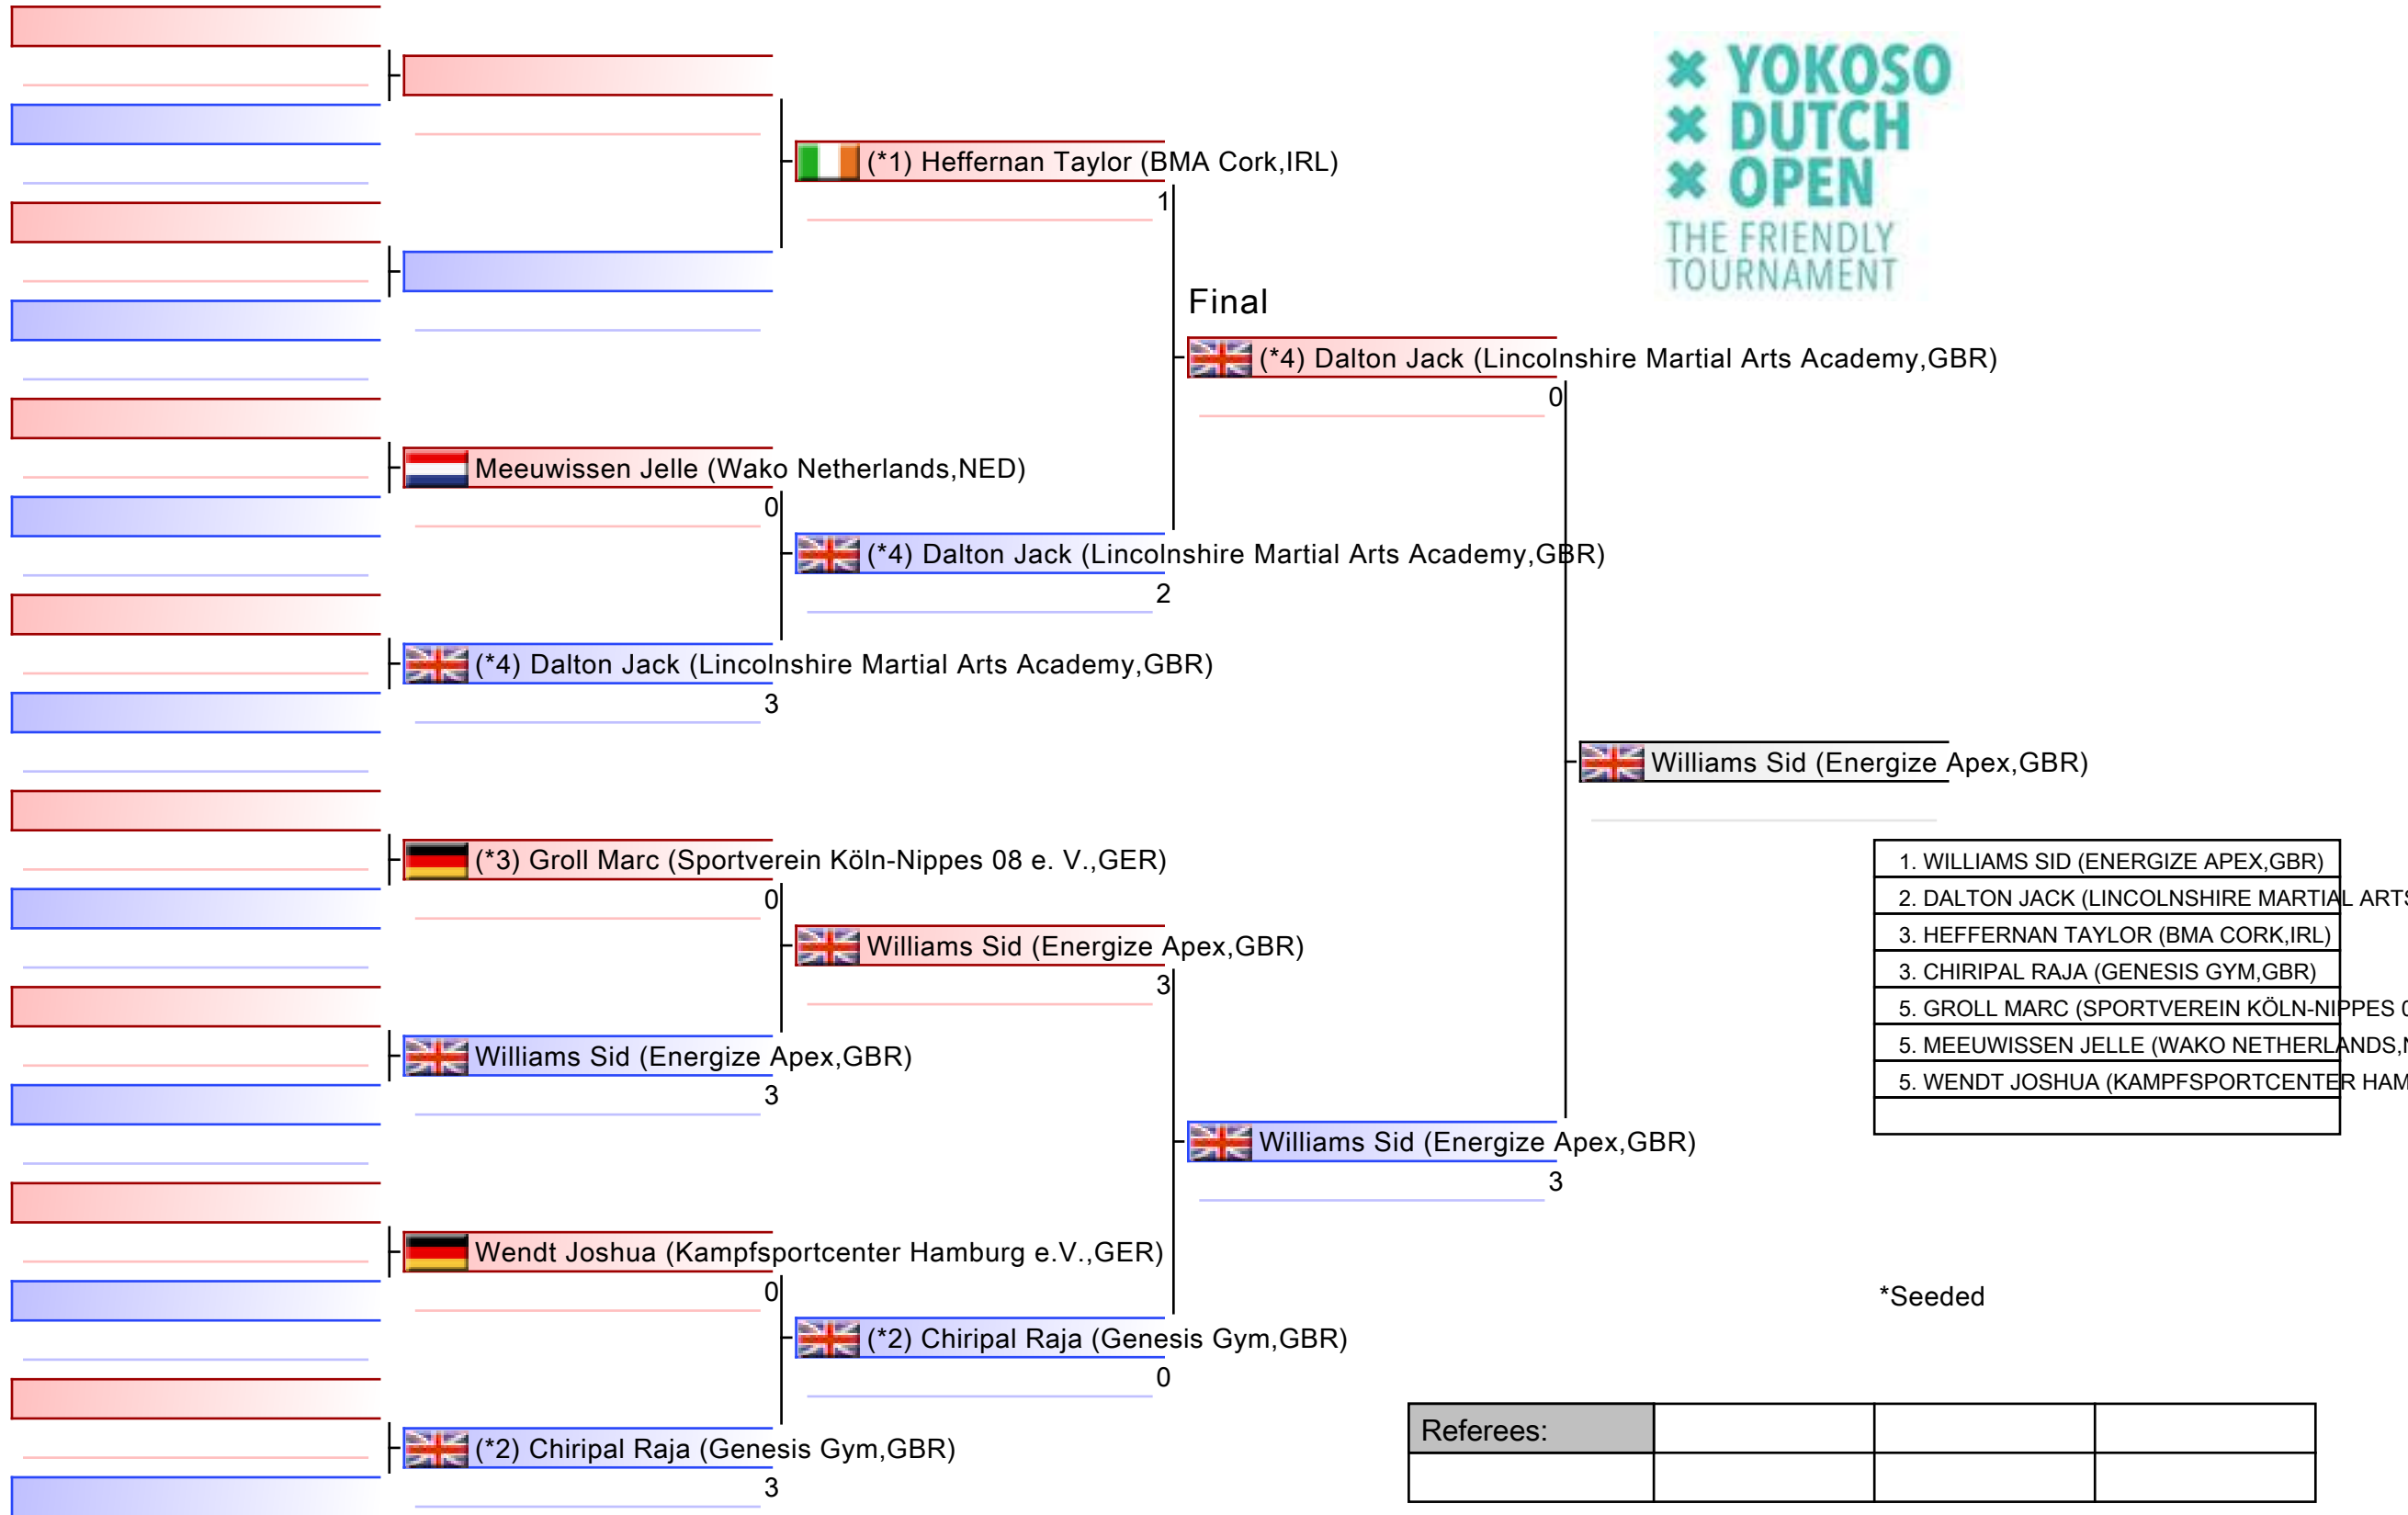 YOKOSO
DUTCH
OPEN
THE FRIENDLY
TOURNAMENT
(*1) Heffernan Taylor (BMA Cork,IRL)
1
Final
(*4) Dalton Jack (Lincolnshire Martial Arts Academy,GBR)
0
Meeuwissen Jelle (Wako Netherlands,NED)
0
(*4) Dalton Jack (Lincolnshire Martial Arts Academy,GBR)
2
(*4) Dalton Jack (Lincolnshire Martial Arts Academy,GBR)
3
Williams Sid (Energize Apex,GBR)
(*3) Groll Marc (Sportverein Köln-Nippes 08 e. V.,GER)
0
Williams Sid (Energize Apex,GBR)
3
Williams Sid (Energize Apex,GBR)
3
1. WILLIAMS SID (ENERGIZE APEX,GBR)
2. DALTON JACK (LINCOLNSHIRE MARTIAL ARTS
3. HEFFERNAN TAYLOR (BMA CORK,IRL)
3. CHIRIPAL RAJA (GENESIS GYM,GBR)
5. GROLL MARC (SPORTVEREIN KÖLN-NIPPES 0
5. MEEUWISSEN JELLE (WAKO NETHERLANDS,N
5. WENDT JOSHUA (KAMPFSPORTCENTER HAM
Williams Sid (Energize Apex,GBR)
3
Wendt Joshua (Kampfsportcenter Hamburg e.V.,GER)
0
(*2) Chiripal Raja (Genesis Gym,GBR)
0
(*2) Chiripal Raja (Genesis Gym,GBR)
3
*Seeded
Referees: